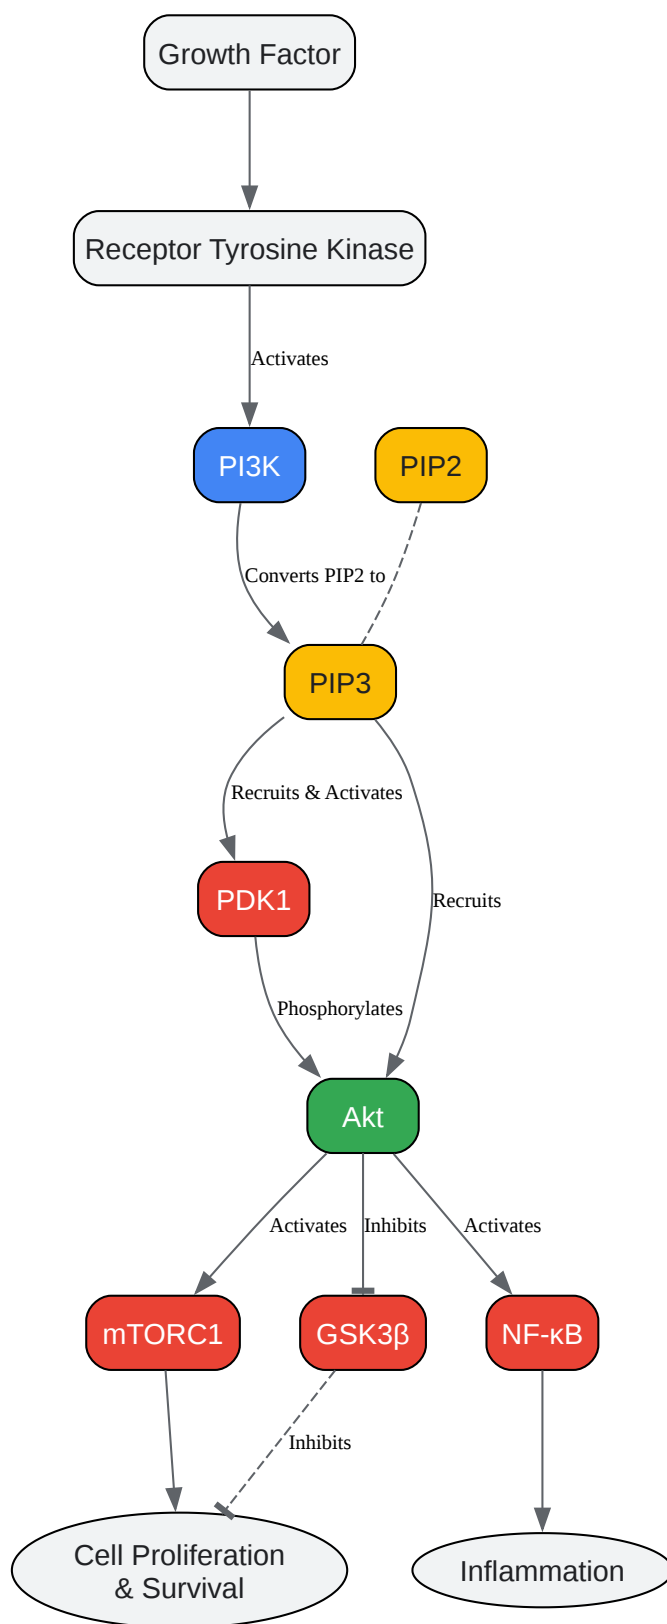 Growth Factor
Receptor Tyrosine Kinase
Activates
PI3K
PIP2
Converts PIP2 to
PIP3
Recruits & Activates
PDK1
Recruits
Phosphorylates
Akt
Activates
Inhibits
Activates
mTORC1
GSK3β
NF-κB
Inhibits
Cell Proliferation
& Survival
Inflammation